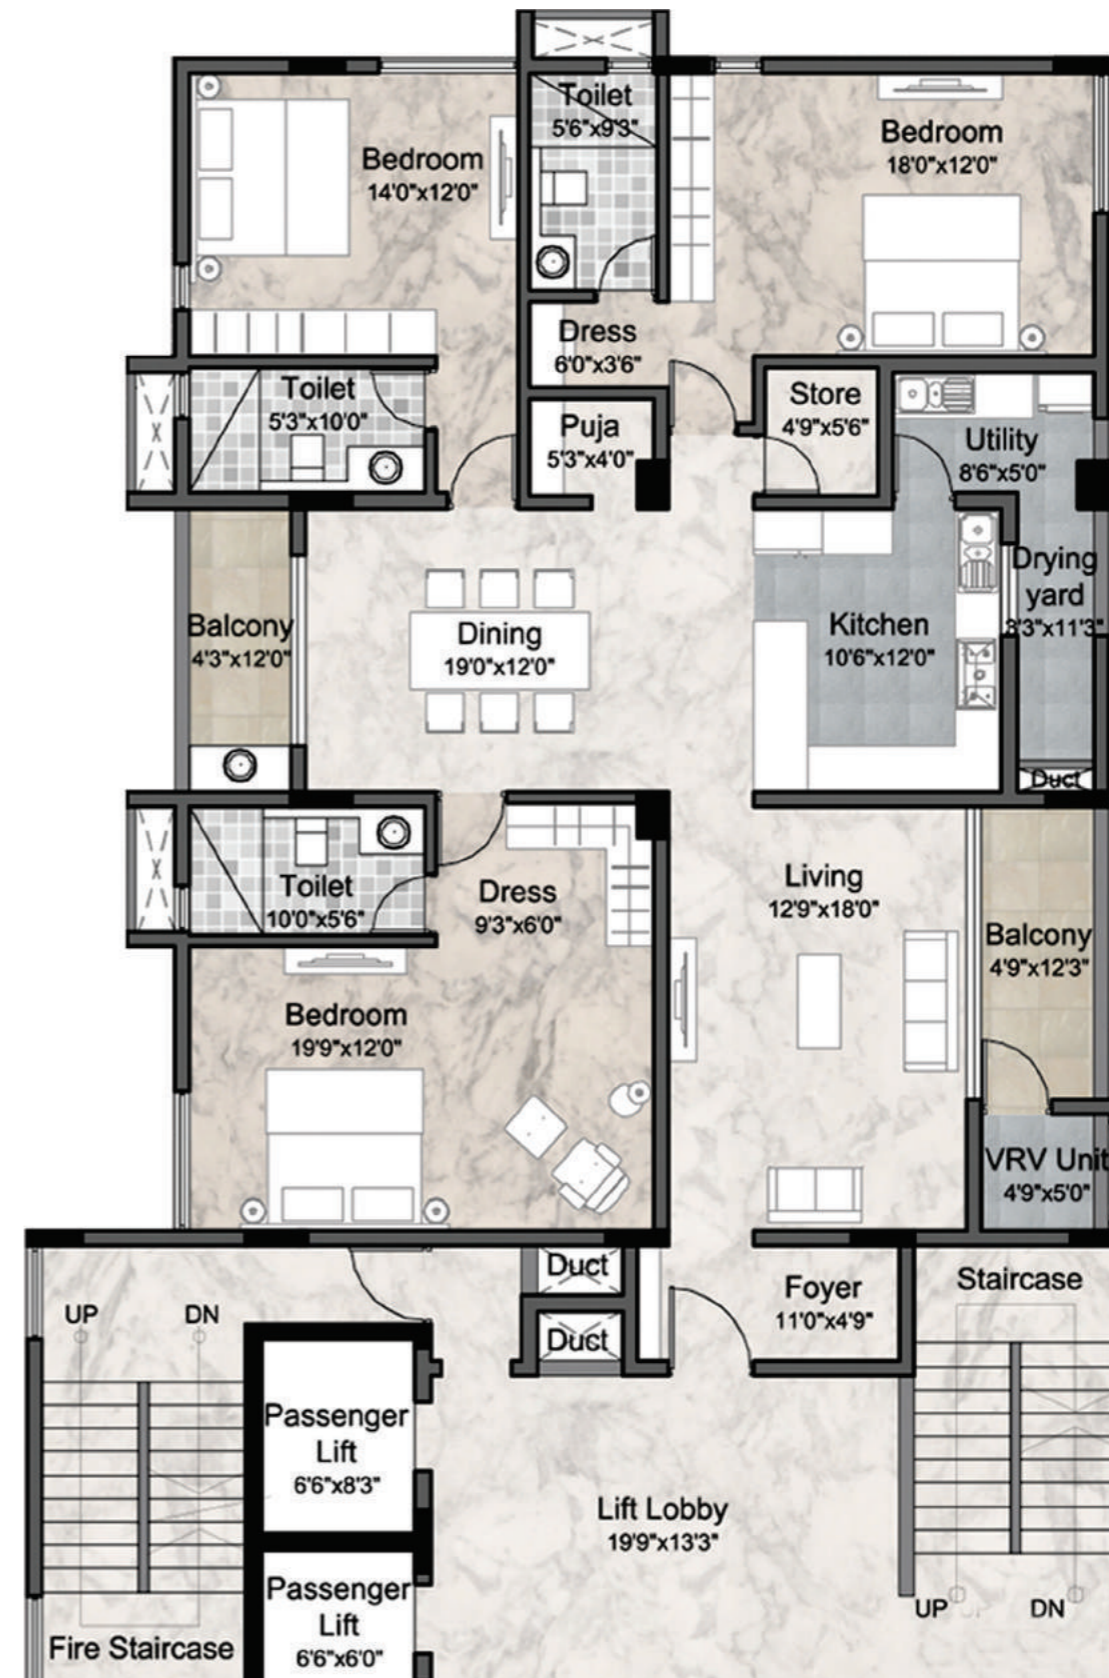 Toilet
5'6"x9'3"
Bedroom
14'0"x12'0"
Bedroom
18'0"x12'0"
Dress
6'0"x3'6"
Toilet
5'3"x10'0"
Puja
5'3"x4'0"
Store
4'9"x5'6"
Utility
8'6"x5'0"
Balcony
4'3"x12'0"
Dining
19'0"x12'0"
Kitchen
10'6"x12'0"
Drying
yard
3'3"x11'3"
Duct
Toilet
10'0"x5'6"
Dress
9'3"x6'0"
Living
12'9"x18'0"
Balcony
4'9"x12'3"
Bedroom
19'9"x12'0"
VRV Unit
4'9"x5'0"
Duct
Duct
Foyer
11'0"x4'9"
Staircase
UP
DN
Passenger
Lift
6'6"x8'3"
Lift Lobby
19'9"x13'3"
Passenger
Lift
6'6"x6'0"
Fire Staircase
UP
DN